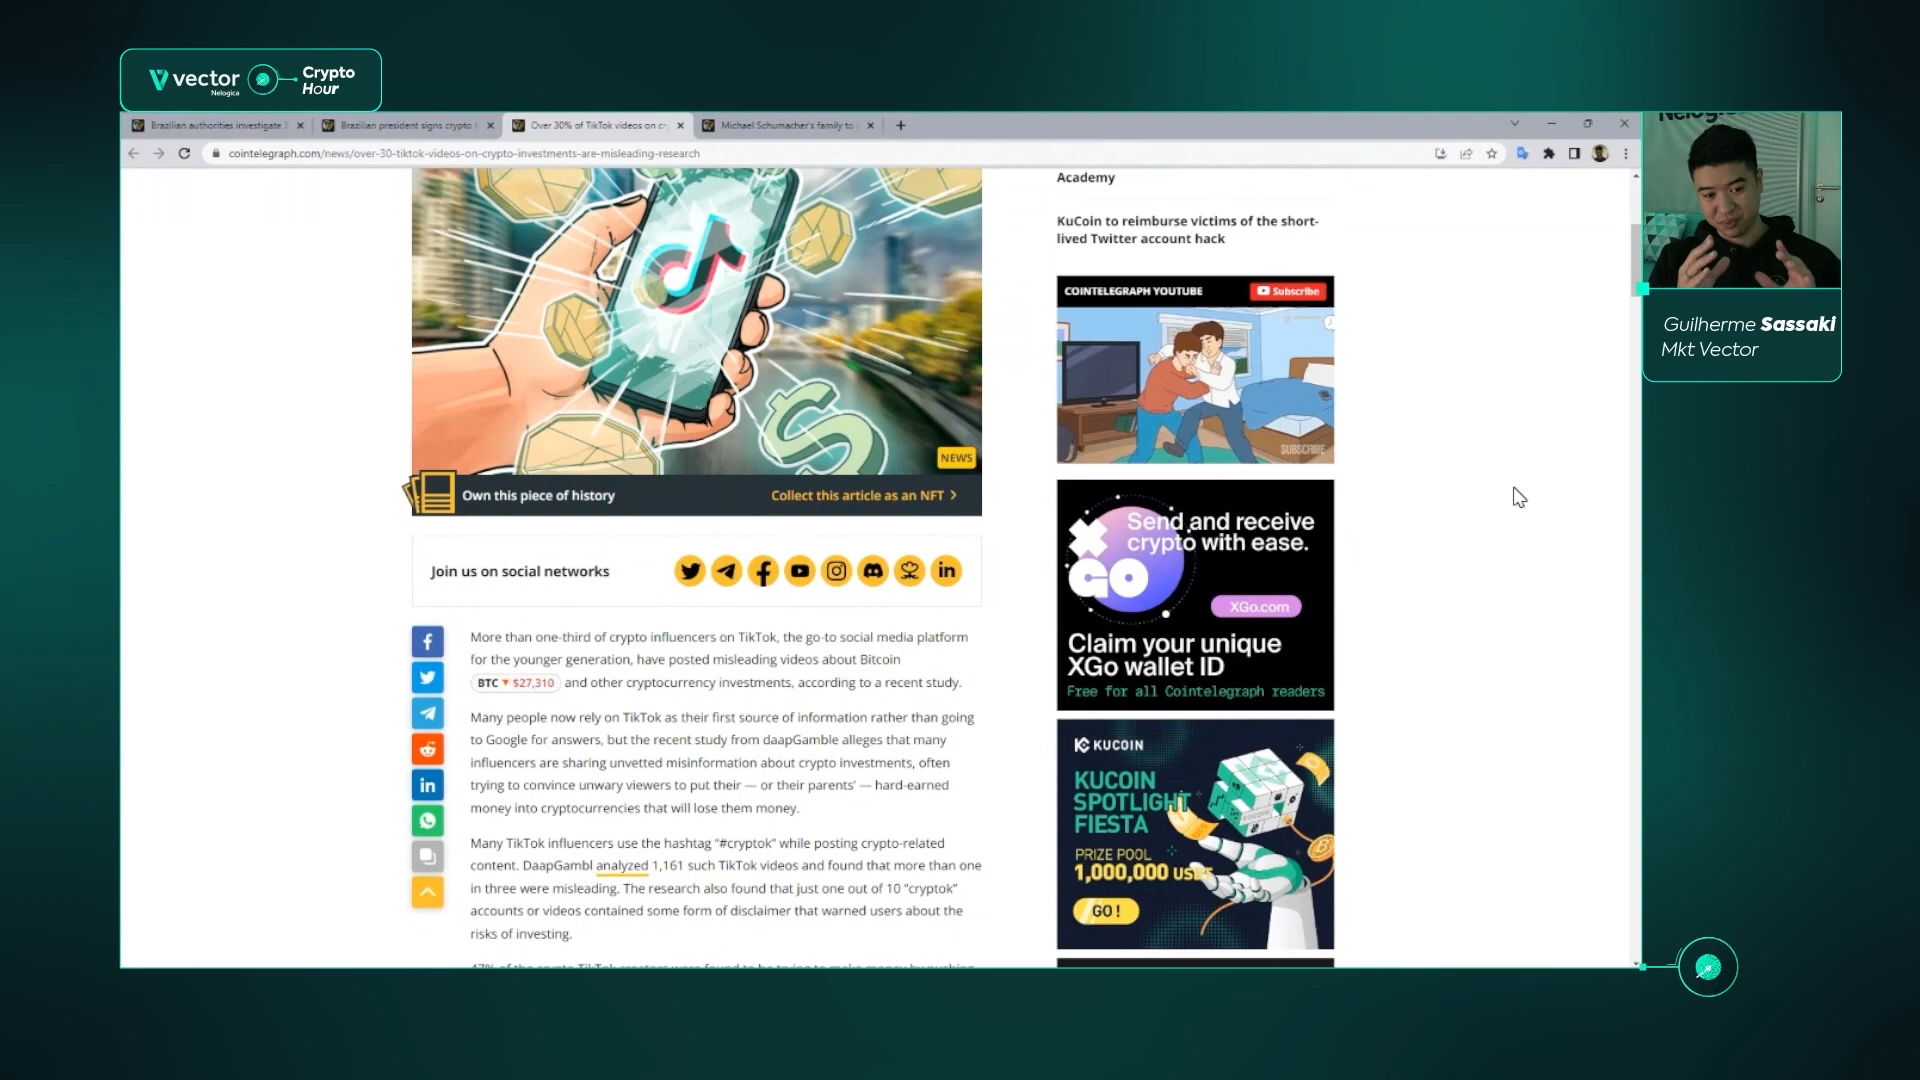 vector
Nelogica
Crypto
Hour
Brazilian authorities investigate
Brazilian president signs crypto
Over 30% of TikTok videos on cr
Michael Schumacher's family to
cointelegraph.com/news/over-30-tiktok-videos-on-crypto-investments-are-misleading-research
NEWS
Own this piece of history
Collect this article as an NFT >
Join us on social networks
More than one-third of crypto influencers on TikTok, the go-to social media platform
for the younger generation, have posted misleading videos about Bitcoin
BTC ▼ $27,310 and other cryptocurrency investments, according to a recent study.
Many people now rely on TikTok as their first source of information rather than going
to Google for answers, but the recent study from daapGamble alleges that many
influencers are sharing unvetted misinformation about crypto investments, often
trying to convince unwary viewers to put their — or their parents' — hard-earned
money into cryptocurrencies that will lose them money.
Many TikTok influencers use the hashtag "#cryptok" while posting crypto-related
content. DaapGambl analyzed 1,161 such TikTok videos and found that more than one
in three were misleading. The research also found that just one out of 10 "cryptok"
accounts or videos contained some form of disclaimer that warned users about the
risks of investing.
Academy
KuCoin to reimburse victims of the short-
lived Twitter account hack
COINTELEGRAPH YOUTUBE
Subscribe
SUBSCRIBE
XGO
Send and receive
crypto with ease.
XGo.com
Claim your unique
XGo wallet ID
Free for all Cointelegraph readers
KUCOIN
KUCOIN
SPOTLIGHT
FIESTA
PRIZE POOL
1,000,000
GO !
Guilherme Sassaki
Mkt Vector